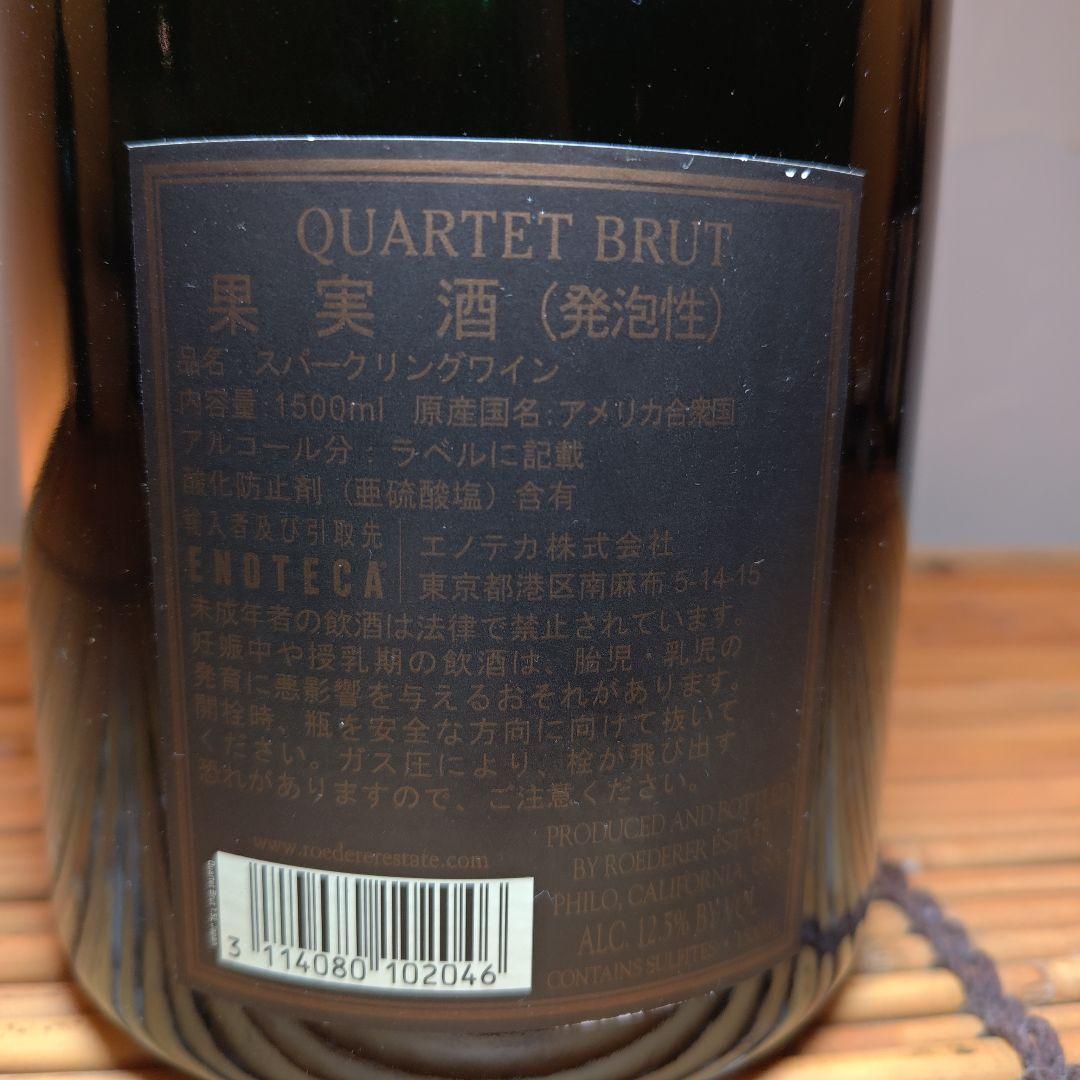 QUARTET BRUT
果実酒（発泡性）
品名：スパークリングワイン
内容量：1500ml 原産国名：アメリカ合衆国
アルコール分：ラベルに記載
酸化防止剤（亜硫酸塩）含有
輸入者及び引取先
ENOTECA
エノテカ株式会社
東京都港区南麻布5-14-15
未成年者の飲酒は法律で禁止されています。
妊娠中や授乳期の飲酒は、胎児・乳児の
発育に悪影響を与えるおそれがあります。
開栓時、瓶を安全な方向に向けて抜いて
ください。ガス圧により、栓が飛び出す
恐れがありますので、ご注意ください。
www.roedererestate.com
3 114080 102046
PRODUCED AND BOTTLED
BY ROEDERER ESTATE
PHILO, CALIFORNIA, USA
ALC. 12.5% BY VOL
CONTAINS SULFITES